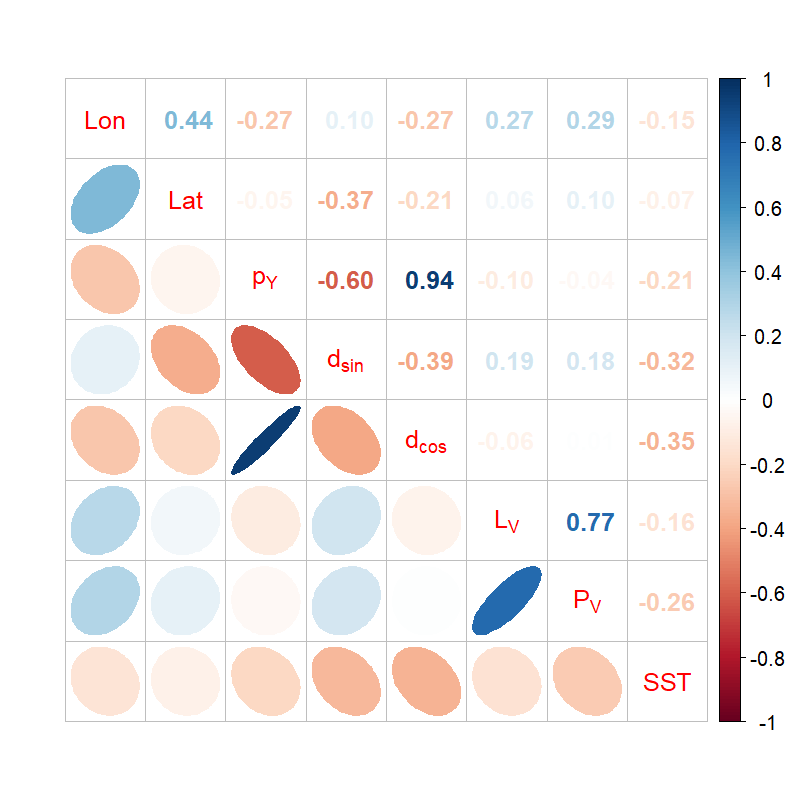 Lon 0.44 -0.27 0.10 -0.27 0.27 0.29 -0.15
Lat -0.05 -0.37 -0.21 0.06 0.10 -0.07
pY -0.60 0.94 -0.10 -0.04 -0.21
dsin -0.39 0.19 0.18 -0.32
dcos -0.06 -0.35
LV 0.77 -0.16
PV -0.26
SST
1
0.8
0.6
0.4
0.2
0
-0.2
-0.4
-0.6
-0.8
-1